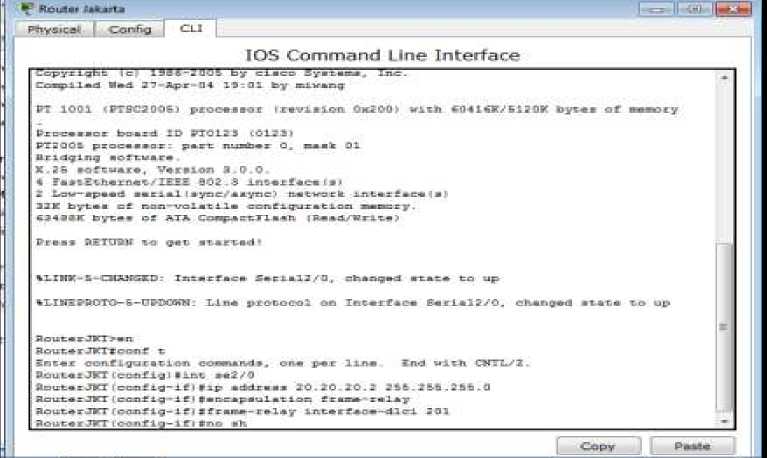 Router Jakarta
Physical Config CLI
IOS Command Line Interface
Copyright (c) 1986-2005 by cisco Systems, Inc.
Compiled Wed 27-Apr-04 19:01 by miwang
PT 1001 (PTSC2005) processor (revision 0x200) with 60416K/5120K bytes of memory
.
Processor board ID PT0123 (0123)
PT2005 processor: part number 0, mask 01
Bridging software.
X.25 software, Version 3.0.0.
4 FastEthernet/IEEE 802.3 interface(s)
2 Low-speed serial(sync/async) network interface(s)
32K bytes of non-volatile configuration memory.
63488K bytes of ATA CompactFlash (Read/Write)
Press RETURN to get started!
%LINK-5-CHANGED: Interface Serial2/0, changed state to up
%LINEPROTO-5-UPDOWN: Line protocol on Interface Serial2/0, changed state to up
RouterJKT>en
RouterJKT#conf t
Enter configuration commands, one per line. End with CNTL/Z.
RouterJKT(config)#int se2/0
RouterJKT(config-if)#ip address 20.20.20.2 255.255.255.0
RouterJKT(config-if)#encapsulation frame-relay
RouterJKT(config-if)#frame-relay interface-dlci 201
RouterJKT(config-if)#no sh
Copy Paste